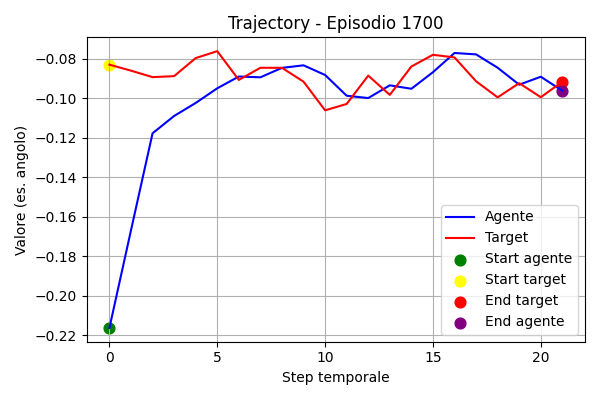 Trajectory - Episodio 1700
Valore (es. angolo)
−0.08
−0.10
−0.12
−0.14
−0.16
−0.18
−0.20
−0.22
Agente
Target
Start agente
Start target
End target
End agente
0 5 10 15 20
Step temporale